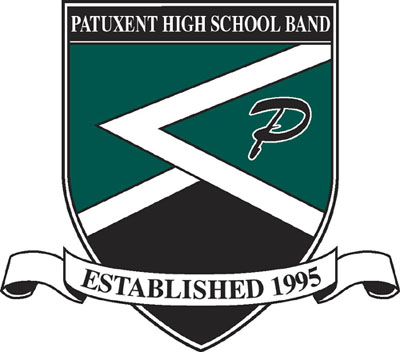 PATUXENT HIGH SCHOOL BAND
P
ESTABLISHED 1995